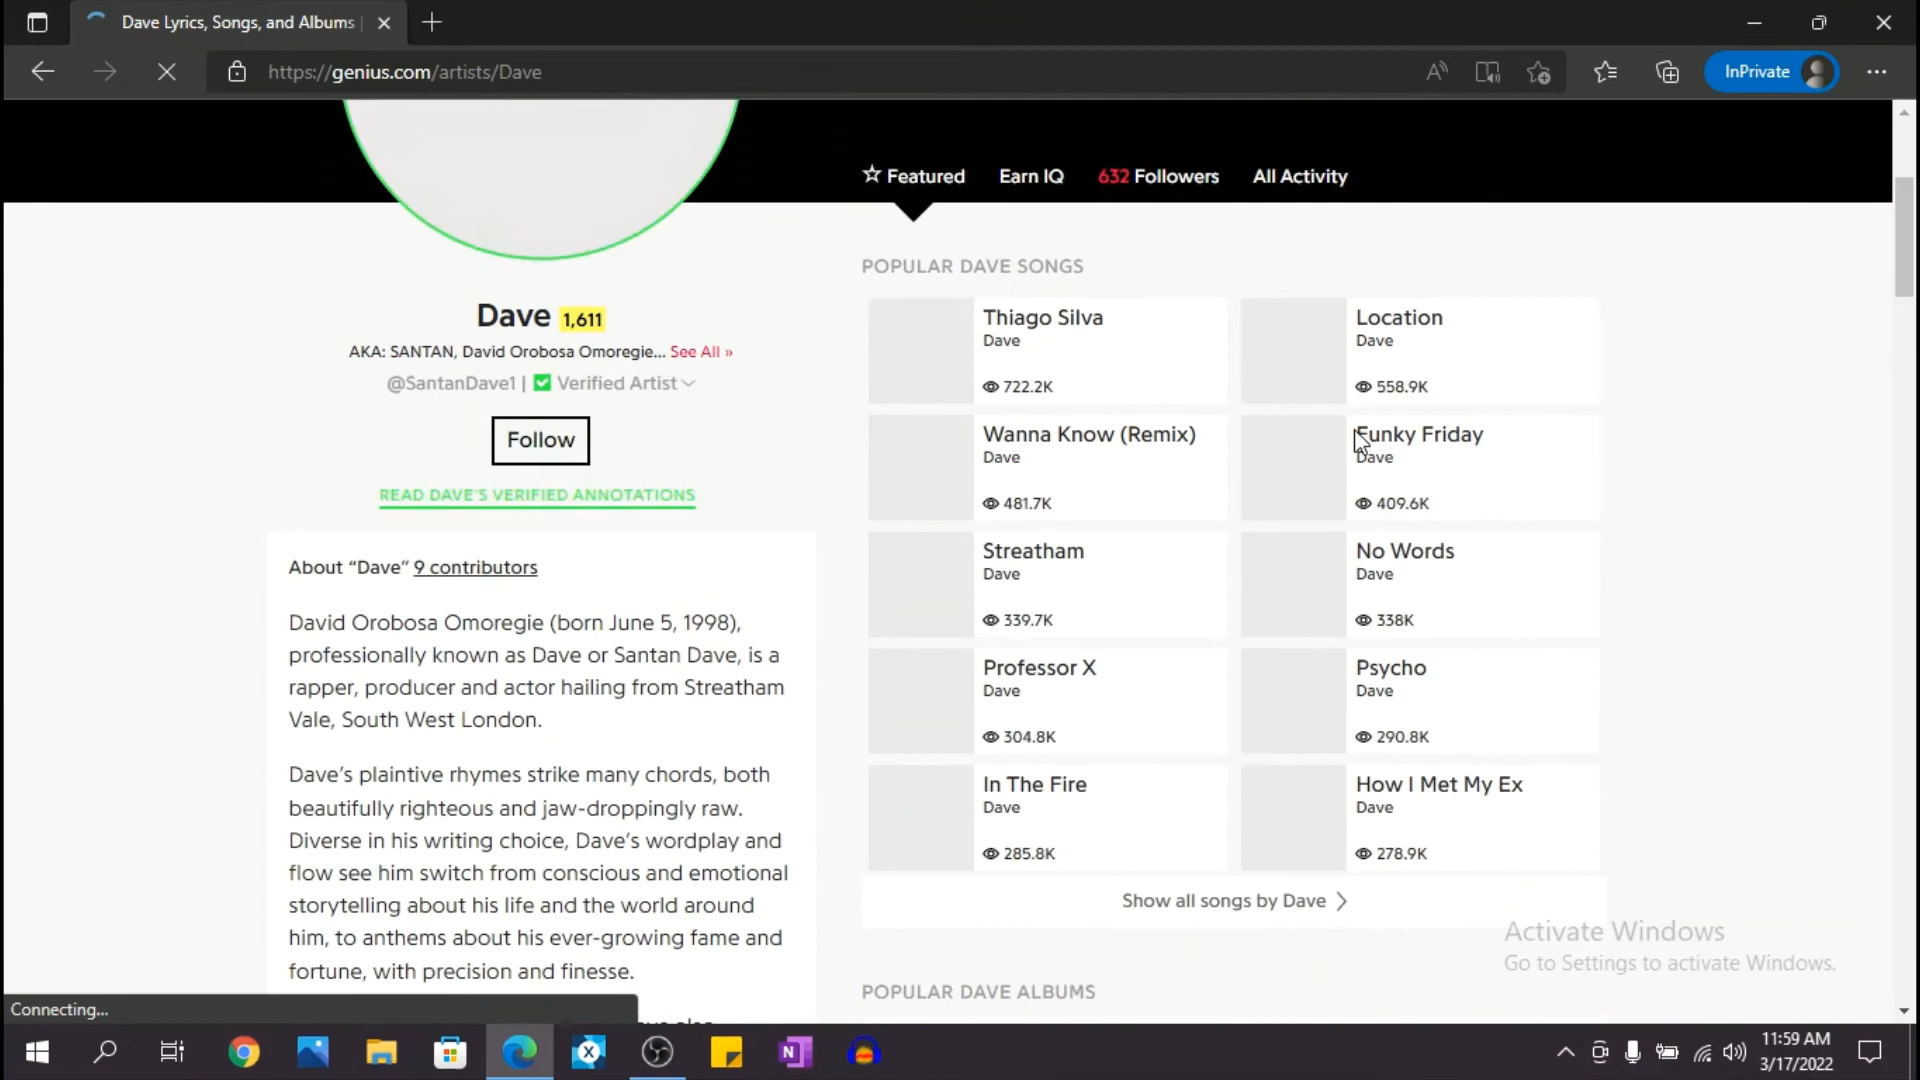 Dave Lyrics, Songs, and Albums |
https://genius.com/artists/Dave
InPrivate
Featured
Earn IQ
632 Followers
All Activity
Dave 1,611
AKA: SANTAN, David Orobosa Omoregie... See All »
@SantanDave1 | Verified Artist
Follow
READ DAVE'S VERIFIED ANNOTATIONS
About “Dave” 9 contributors
David Orobosa Omoregie (born June 5, 1998),
professionally known as Dave or Santan Dave, is a
rapper, producer and actor hailing from Streatham
Vale, South West London.
Dave’s plaintive rhymes strike many chords, both
beautifully righteous and jaw-droppingly raw.
Diverse in his writing choice, Dave’s wordplay and
flow see him switch from conscious and emotional
storytelling about his life and the world around
him, to anthems about his ever-growing fame and
fortune, with precision and finesse.
POPULAR DAVE SONGS
Thiago Silva
Dave
722.2K
Location
Dave
558.9K
Wanna Know (Remix)
Dave
481.7K
Funky Friday
Dave
409.6K
Streatham
Dave
339.7K
No Words
Dave
338K
Professor X
Dave
304.8K
Psycho
Dave
290.8K
In The Fire
Dave
285.8K
How I Met My Ex
Dave
278.9K
Show all songs by Dave
POPULAR DAVE ALBUMS
Activate Windows
Go to Settings to activate Windows.
Connecting...
11:59 AM
3/17/2022